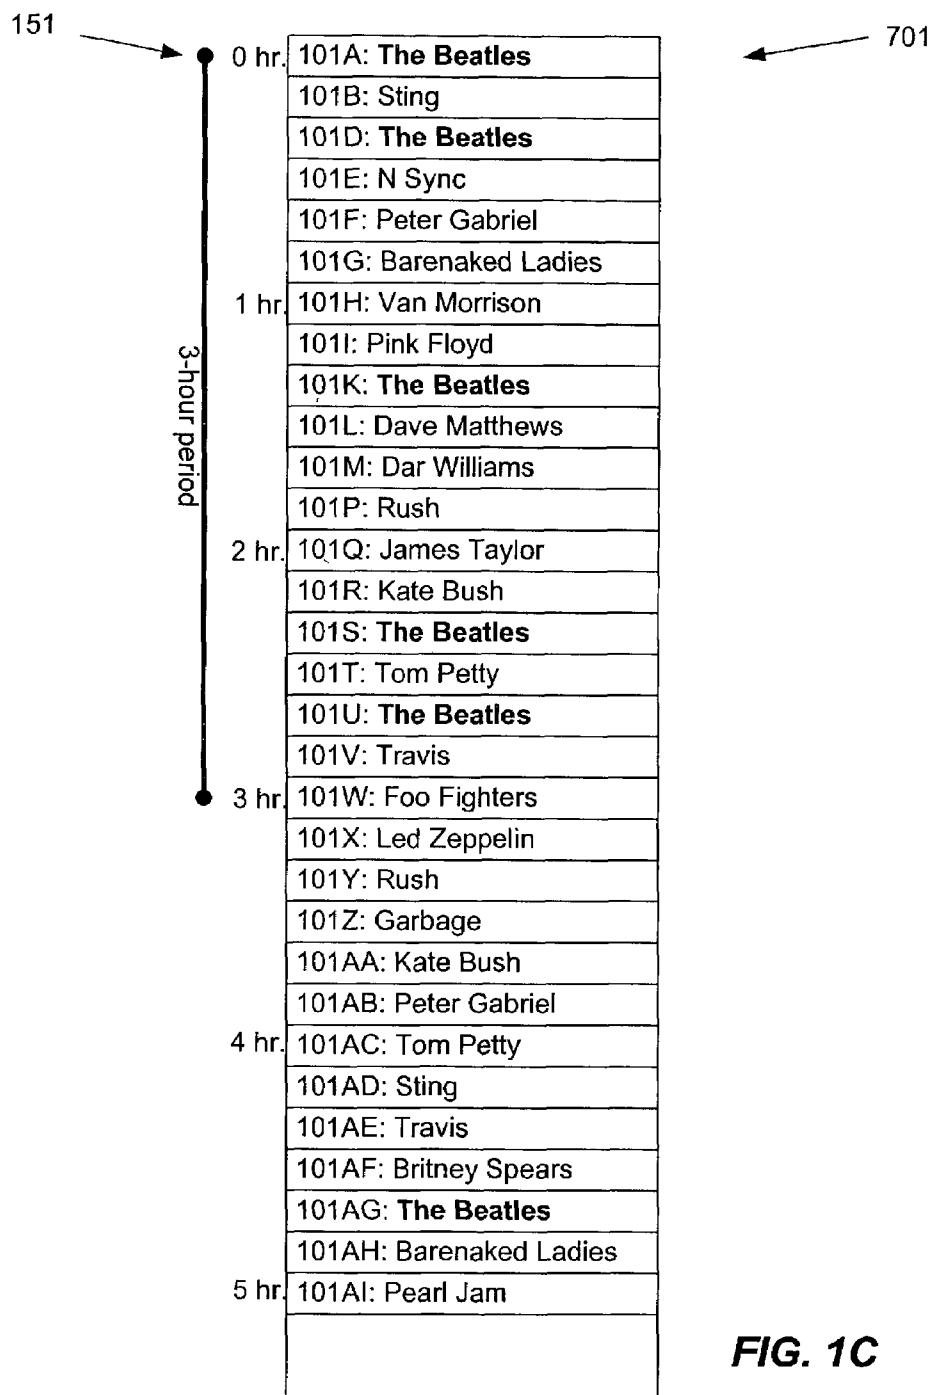 151
701
0 hr. 101A: The Beatles
101B: Sting
101D: The Beatles
101E: N Sync
101F: Peter Gabriel
101G: Barenaked Ladies
1 hr. 101H: Van Morrison
101I: Pink Floyd
101K: The Beatles
101L: Dave Matthews
101M: Dar Williams
101P: Rush
2 hr. 101Q: James Taylor
101R: Kate Bush
101S: The Beatles
101T: Tom Petty
101U: The Beatles
101V: Travis
3 hr. 101W: Foo Fighters
101X: Led Zeppelin
101Y: Rush
101Z: Garbage
101AA: Kate Bush
101AB: Peter Gabriel
4 hr. 101AC: Tom Petty
101AD: Sting
101AE: Travis
101AF: Britney Spears
101AG: The Beatles
101AH: Barenaked Ladies
5 hr. 101AI: Pearl Jam
3-hour period
FIG. 1C